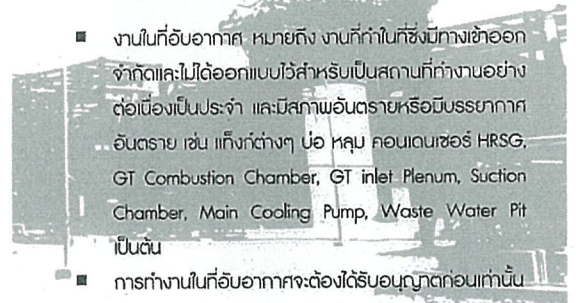 ■ งานในที่อับอากาศ หมายถึง งานที่ทำในที่ซึ่งมีทางเข้าออก
จำกัดและไม่ได้ออกแบบไว้สำหรับเป็นสถานที่ทำงานอย่าง
ต่อเนื่องเป็นประจำ และมีสภาพอันตรายหรือมีบรรยากาศ
อันตราย เช่น แท็งก์ต่างๆ บ่อ หลุม คอนเดนเซอร์ HRSG,
GT Combustion Chamber, GT inlet Plenum, Suction
Chamber, Main Cooling Pump, Waste Water Pit
เป็นต้น
■ การทำงานในที่อับอากาศจะต้องได้รับอนุญาตก่อนเท่านั้น